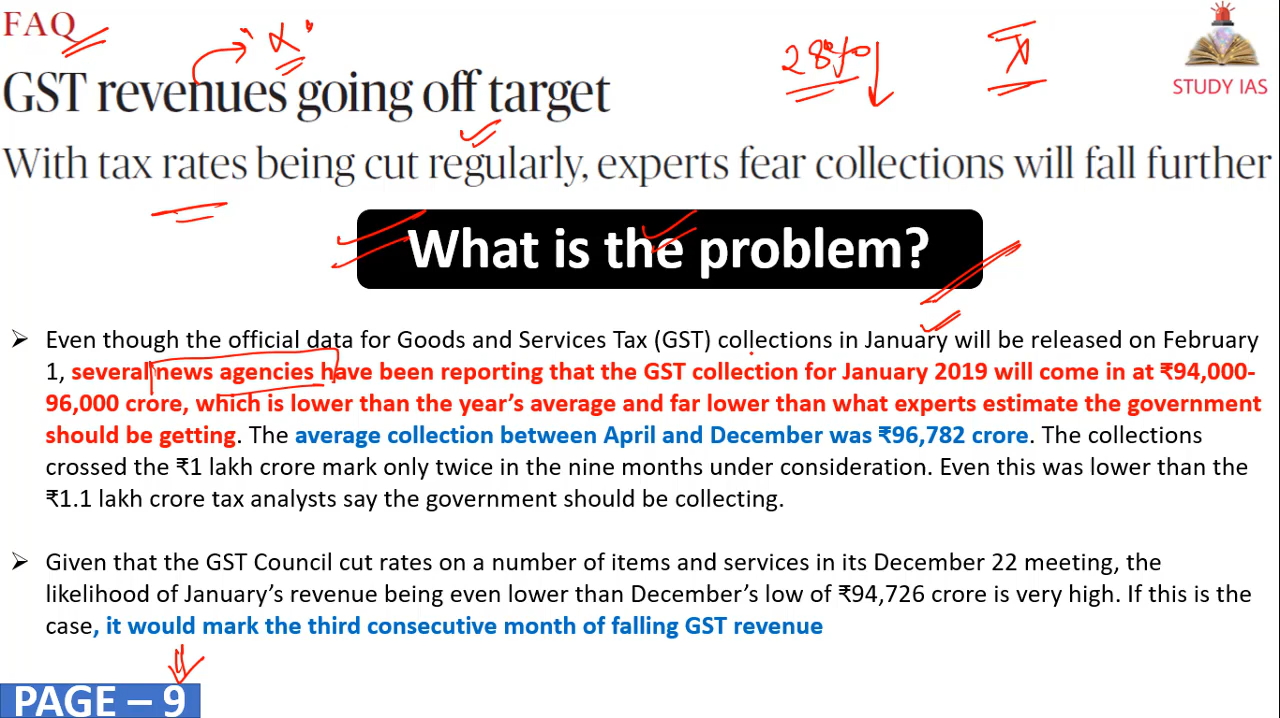 FAQ
"α"
28%
STUDY IAS
GST revenues going off target
With tax rates being cut regularly, experts fear collections will fall further
What is the problem?
➢ Even though the official data for Goods and Services Tax (GST) collections in January will be released on February
1, several news agencies have been reporting that the GST collection for January 2019 will come in at ₹94,000-
96,000 crore, which is lower than the year's average and far lower than what experts estimate the government
should be getting. The average collection between April and December was ₹96,782 crore. The collections
crossed the ₹1 lakh crore mark only twice in the nine months under consideration. Even this was lower than the
₹1.1 lakh crore tax analysts say the government should be collecting.
➢ Given that the GST Council cut rates on a number of items and services in its December 22 meeting, the
likelihood of January's revenue being even lower than December's low of ₹94,726 crore is very high. If this is the
case, it would mark the third consecutive month of falling GST revenue
PAGE – 9